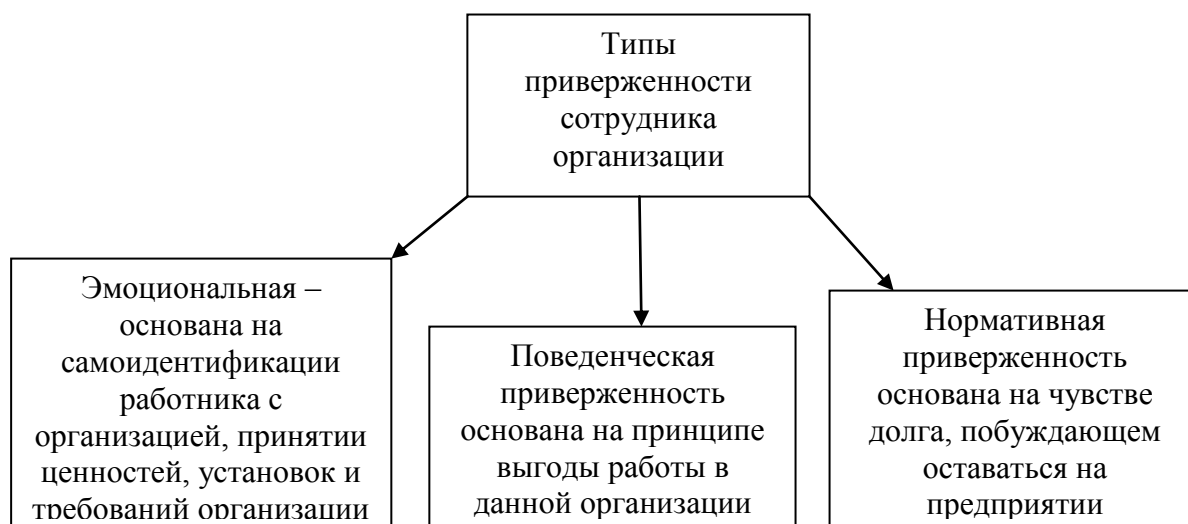 Типы
приверженности
сотрудника
организации
Эмоциональная –
основана на
самоидентификации
работника с
организацией, принятии
ценностей, установок и
требований организации
Поведенческая
приверженность
основана на принципе
выгоды работы в
данной организации
Нормативная
приверженность
основана на чувстве
долга, побуждающем
оставаться на
предприятии